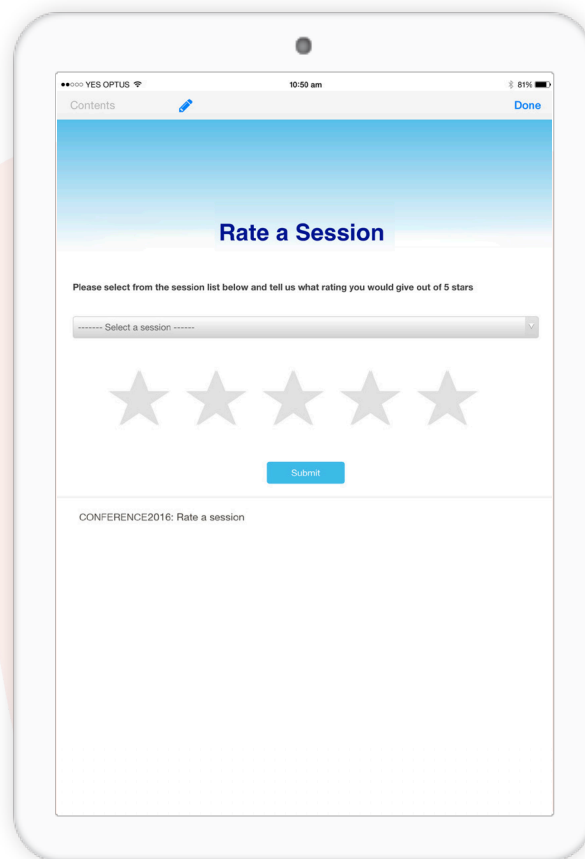 YES OPTUS 10:50 am 81%
Contents Done
Rate a Session
Please select from the session list below and tell us what rating you would give out of 5 stars
------- Select a session ------
Submit
CONFERENCE2016: Rate a session